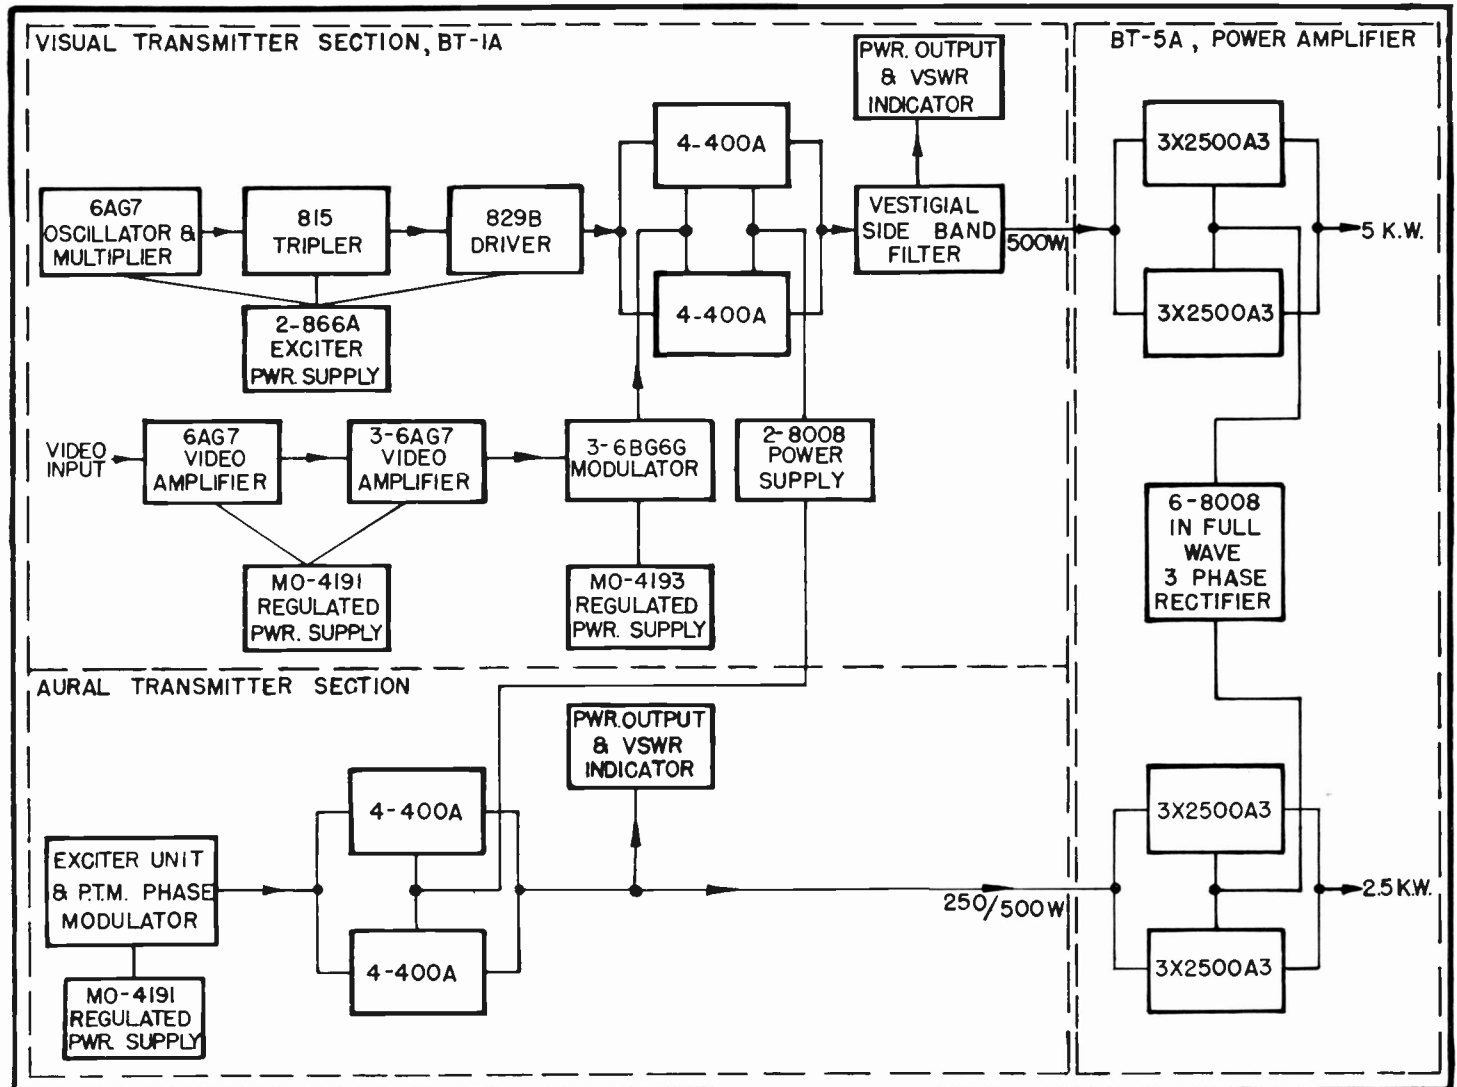 VISUAL TRANSMITTER SECTION, BT-1A
BT-5A, POWER AMPLIFIER
PWR. OUTPUT
& VSWR
INDICATOR
4-400A
3X2500A3
6AG7
OSCILLATOR &
MULTIPLIER
815
TRIPLER
829B
DRIVER
VESTIGIAL
SIDE BAND
FILTER
500W
5 K.W.
4-400A
3X2500A3
2-866A
EXCITER
PWR. SUPPLY
VIDEO
INPUT
6AG7
VIDEO
AMPLIFIER
3-6AG7
VIDEO
AMPLIFIER
3-6BG6G
MODULATOR
2-8008
POWER
SUPPLY
6-8008
IN FULL
WAVE
3 PHASE
RECTIFIER
MO-4191
REGULATED
PWR. SUPPLY
MO-4193
REGULATED
PWR. SUPPLY
AURAL TRANSMITTER SECTION
PWR. OUTPUT
& VSWR
INDICATOR
4-400A
3X2500A3
EXCITER UNIT
& P.T.M. PHASE
MODULATOR
250/500W
2.5 K.W.
4-400A
3X2500A3
MO-4191
REGULATED
PWR. SUPPLY